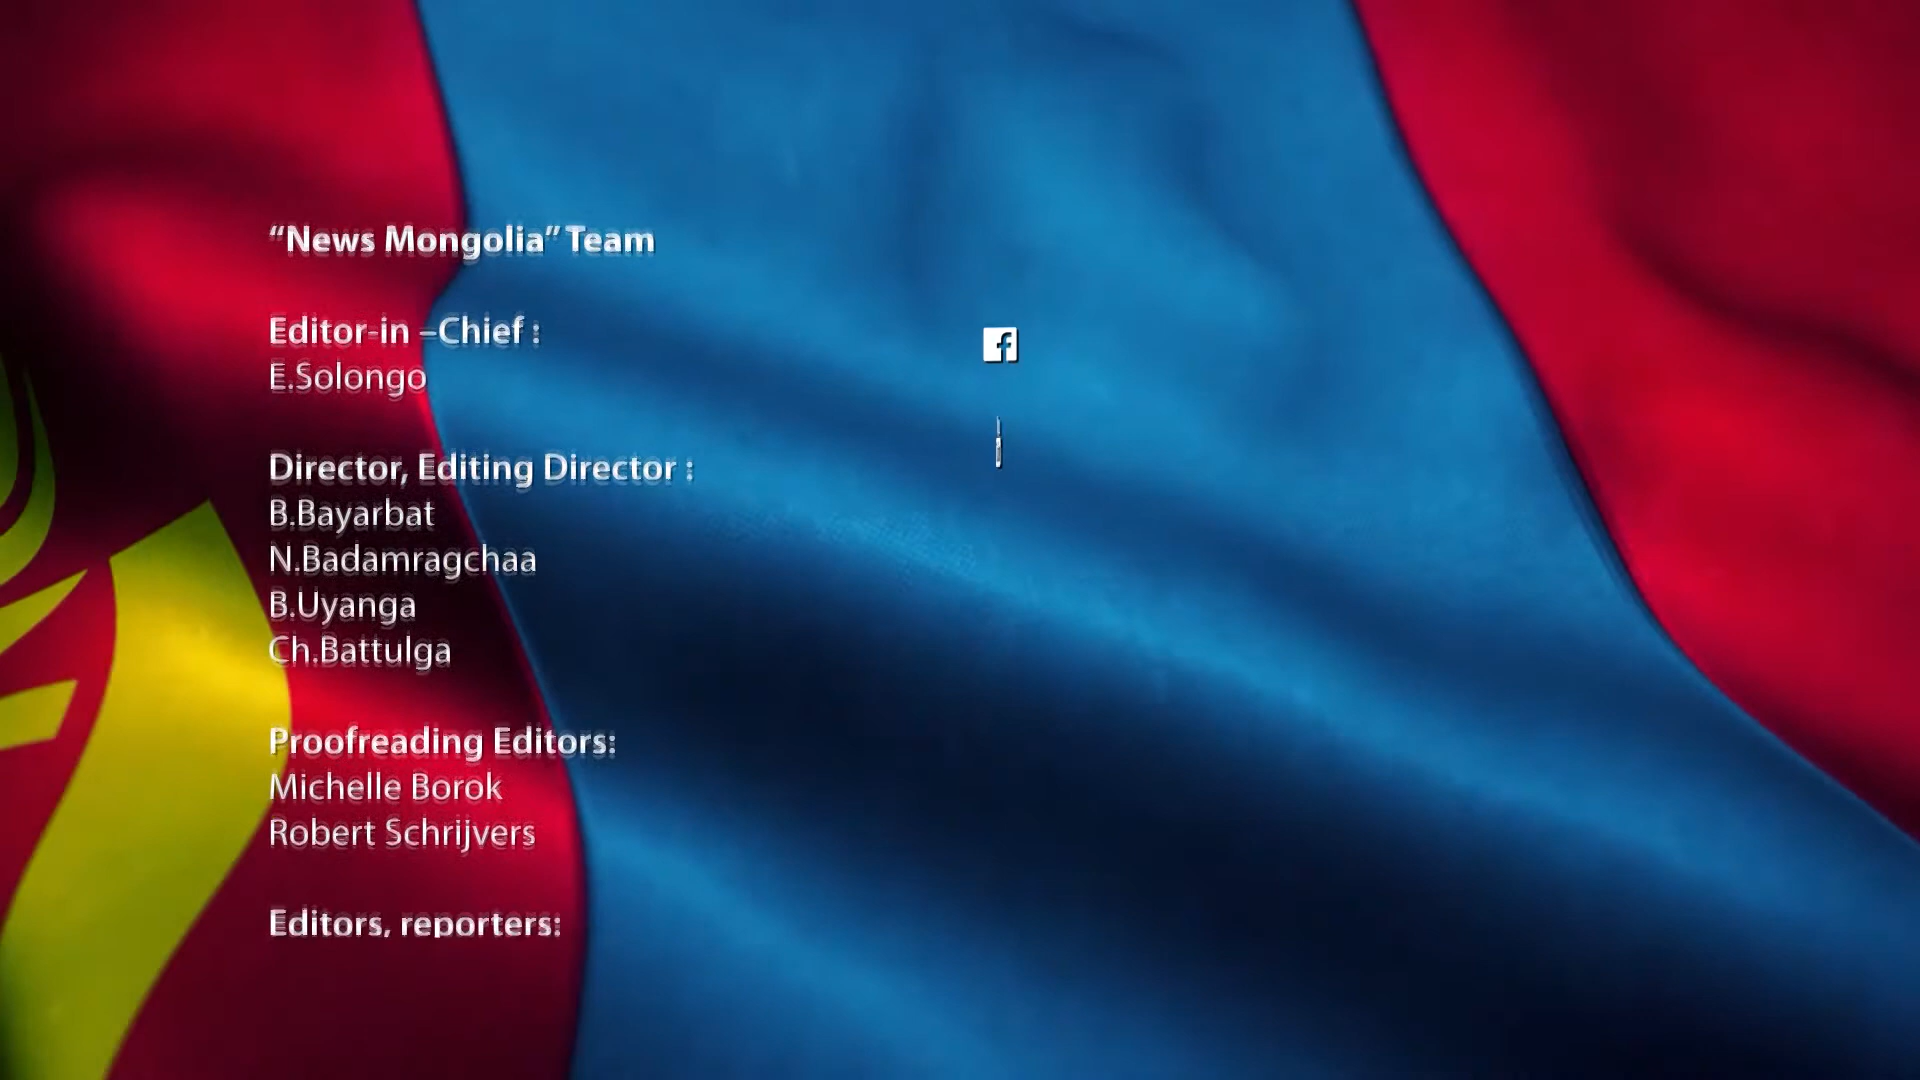 “News Mongolia” Team
Editor-in –Chief :
E.Solongo
Director, Editing Director :
B.Bayarbat
N.Badamragchaa
B.Uyanga
Ch.Battulga
Proofreading Editors:
Michelle Borok
Robert Schrijvers
Editors, reporters: